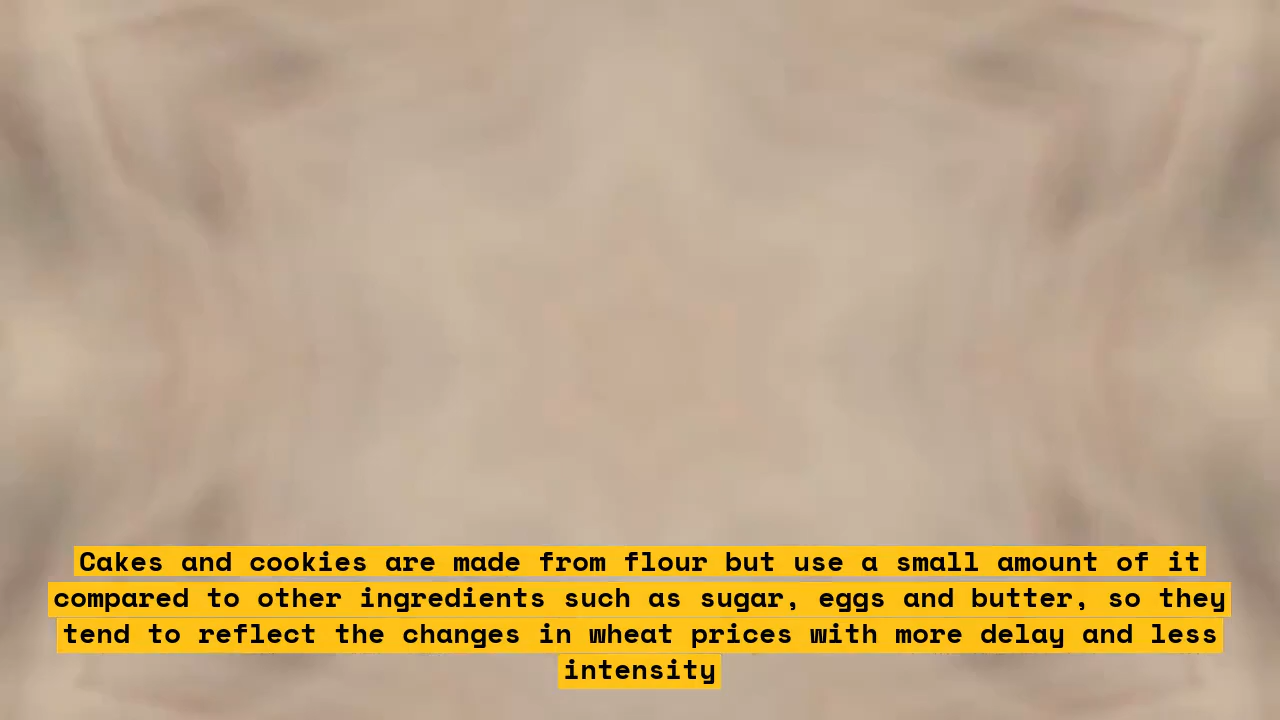 Cakes and cookies are made from flour but use a small amount of it
compared to other ingredients such as sugar, eggs and butter, so they
tend to reflect the changes in wheat prices with more delay and less
intensity